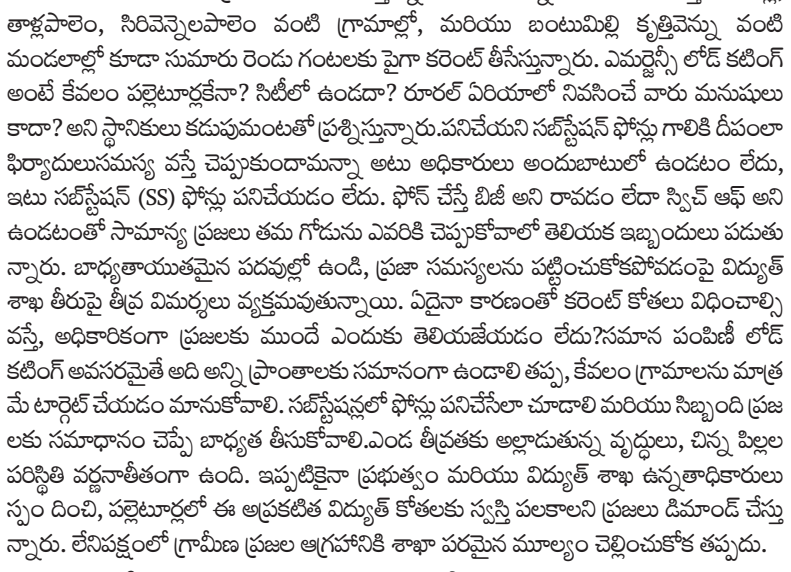 తాళ్లపాలెం, సిరివెన్నెలపాలెం వంటి గ్రామాల్లో, మరియు బంటుమిల్లి కృత్తివెన్ను వంటి
మండలాల్లో కూడా సుమారు రెండు గంటలకు పైగా కరెంట్ తీసేస్తున్నారు. ఎమర్జెన్సీ లోడ్ కటింగ్
అంటే కేవలం పల్లెటూర్లకేనా? సిటీలో ఉండదా? రూరల్ ఏరియాలో నివసించే వారు మనుషులు
కాదా? అని స్థానికులు కడుపుమంటతో ప్రశ్నిస్తున్నారు.పనిచేయని సబ్‌స్టేషన్ ఫోన్లు గాలికి దీపంలా
ఫిర్యాదులుసమస్య వస్తే చెప్పుకుందామన్నా అటు అధికారులు అందుబాటులో ఉండటం లేదు,
ఇటు సబ్‌స్టేషన్ (SS) ఫోన్లు పనిచేయడం లేదు. ఫోన్ చేస్తే బిజీ అని రావడం లేదా స్విచ్ ఆఫ్ అని
ఉండటంతో సామాన్య ప్రజలు తమ గోడును ఎవరికి చెప్పుకోవాలో తెలియక ఇబ్బందులు పడుతు
న్నారు. బాధ్యతాయుతమైన పదవుల్లో ఉండి, ప్రజా సమస్యలను పట్టించుకోకపోవడంపై విద్యుత్
శాఖ తీరుపై తీవ్ర విమర్శలు వ్యక్తమవుతున్నాయి. ఏదైనా కారణంతో కరెంట్ కోతలు విధించాల్సి
వస్తే, అధికారికంగా ప్రజలకు ముందే ఎందుకు తెలియజేయడం లేదు?సమాన పంపిణీ లోడ్
కటింగ్ అవసరమైతే అది అన్ని ప్రాంతాలకు సమానంగా ఉండాలి తప్ప, కేవలం గ్రామాలను మాత్ర
మే టార్గెట్ చేయడం మానుకోవాలి. సబ్‌స్టేషన్లలో ఫోన్లు పనిచేసేలా చూడాలి మరియు సిబ్బంది ప్రజ
లకు సమాధానం చెప్పే బాధ్యత తీసుకోవాలి.ఎండ తీవ్రతకు అల్లాడుతున్న వృద్ధులు, చిన్న పిల్లల
పరిస్థితి వర్ణనాతీతంగా ఉంది. ఇప్పటికైనా ప్రభుత్వం మరియు విద్యుత్ శాఖ ఉన్నతాధికారులు
స్పం దించి, పల్లెటూర్లలో ఈ అప్రకటిత విద్యుత్ కోతలకు స్వస్తి పలకాలని ప్రజలు డిమాండ్ చేస్తు
న్నారు. లేనిపక్షంలో గ్రామీణ ప్రజల ఆగ్రహానికి శాఖా పరమైన మూల్యం చెల్లించుకోక తప్పదు.